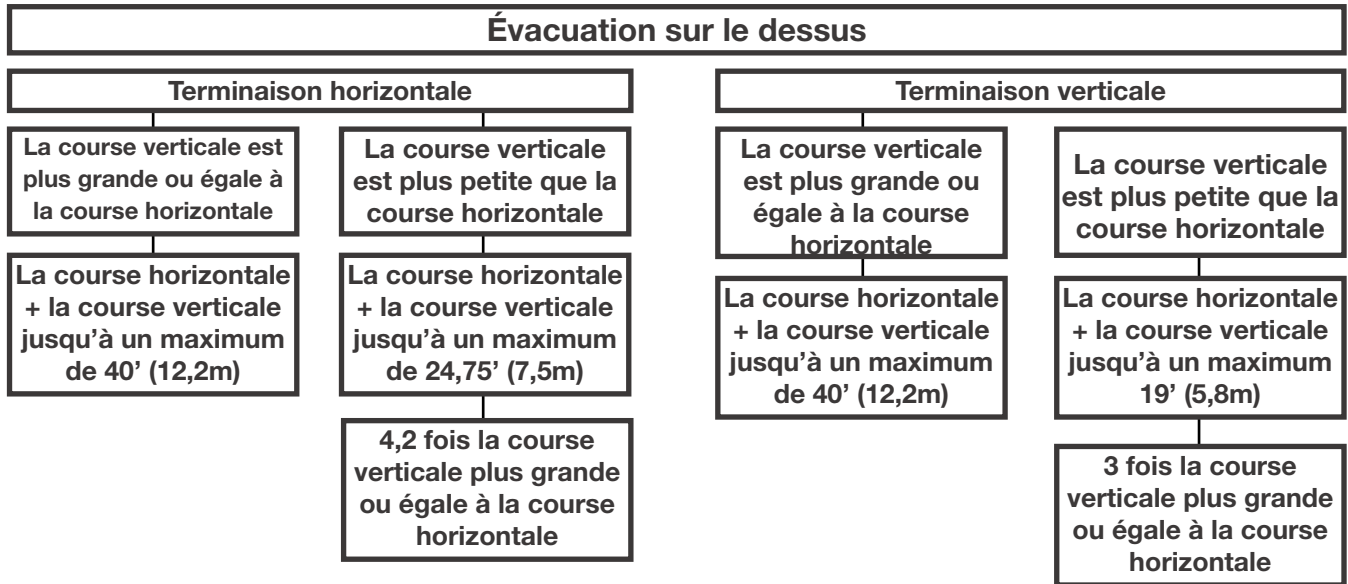 Évacuation sur le dessus
Terminaison horizontale
La course verticale est
plus grande ou égale à
la course horizontale
La course horizontale
+ la course verticale
jusqu’à un maximum
de 40’ (12,2m)
La course verticale
est plus petite que la
course horizontale
La course horizontale
+ la course verticale
jusqu’à un maximum
de 24,75’ (7,5m)
4,2 fois la course
verticale plus grande
ou égale à la course
horizontale
Terminaison verticale
La course verticale
est plus grande ou
égale à la course
horizontale
La course horizontale
+ la course verticale
jusqu’à un maximum
de 40’ (12,2m)
La course verticale
est plus petite que la
course horizontale
La course horizontale
+ la course verticale
jusqu’à un maximum
19’ (5,8m)
3 fois la course
verticale plus grande
ou égale à la course
horizontale